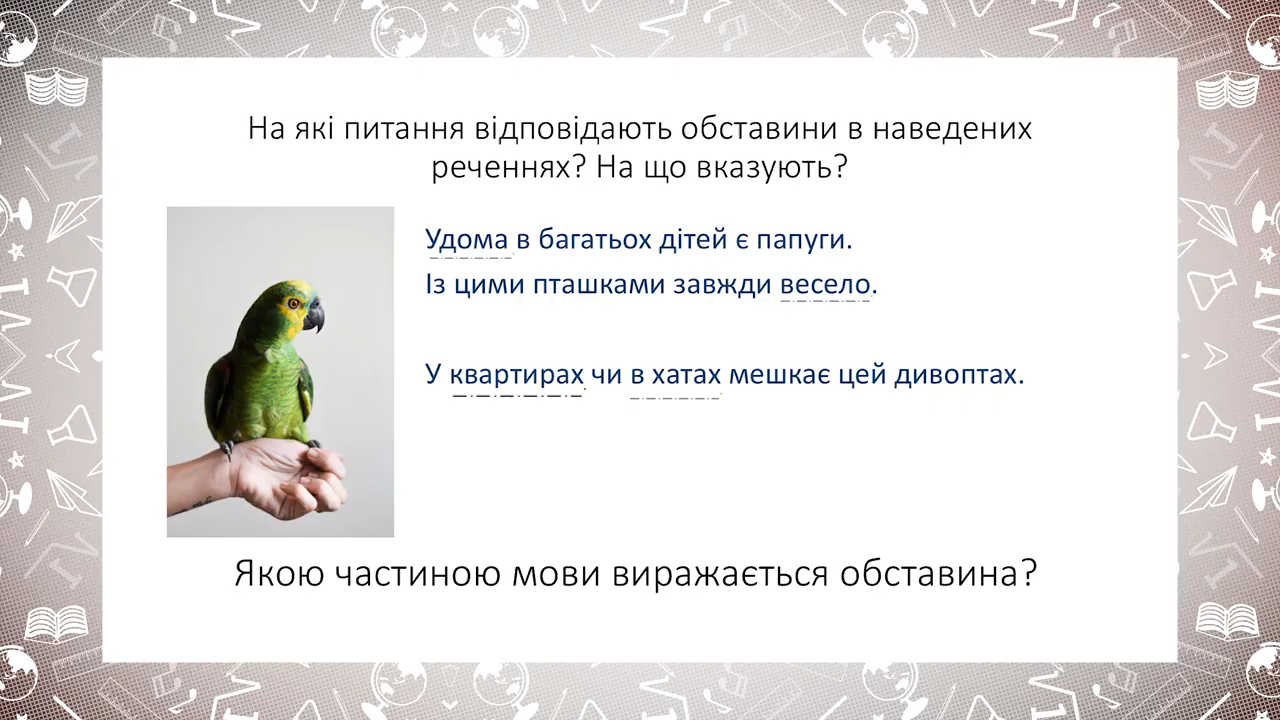 На які питання відповідають обставини в наведених
реченнях? На що вказують?
Удома в багатьох дітей є папуги.
Із цими пташками завжди весело.
У квартирах чи в хатах мешкає цей дивоптах.
Якою частиною мови виражається обставина?